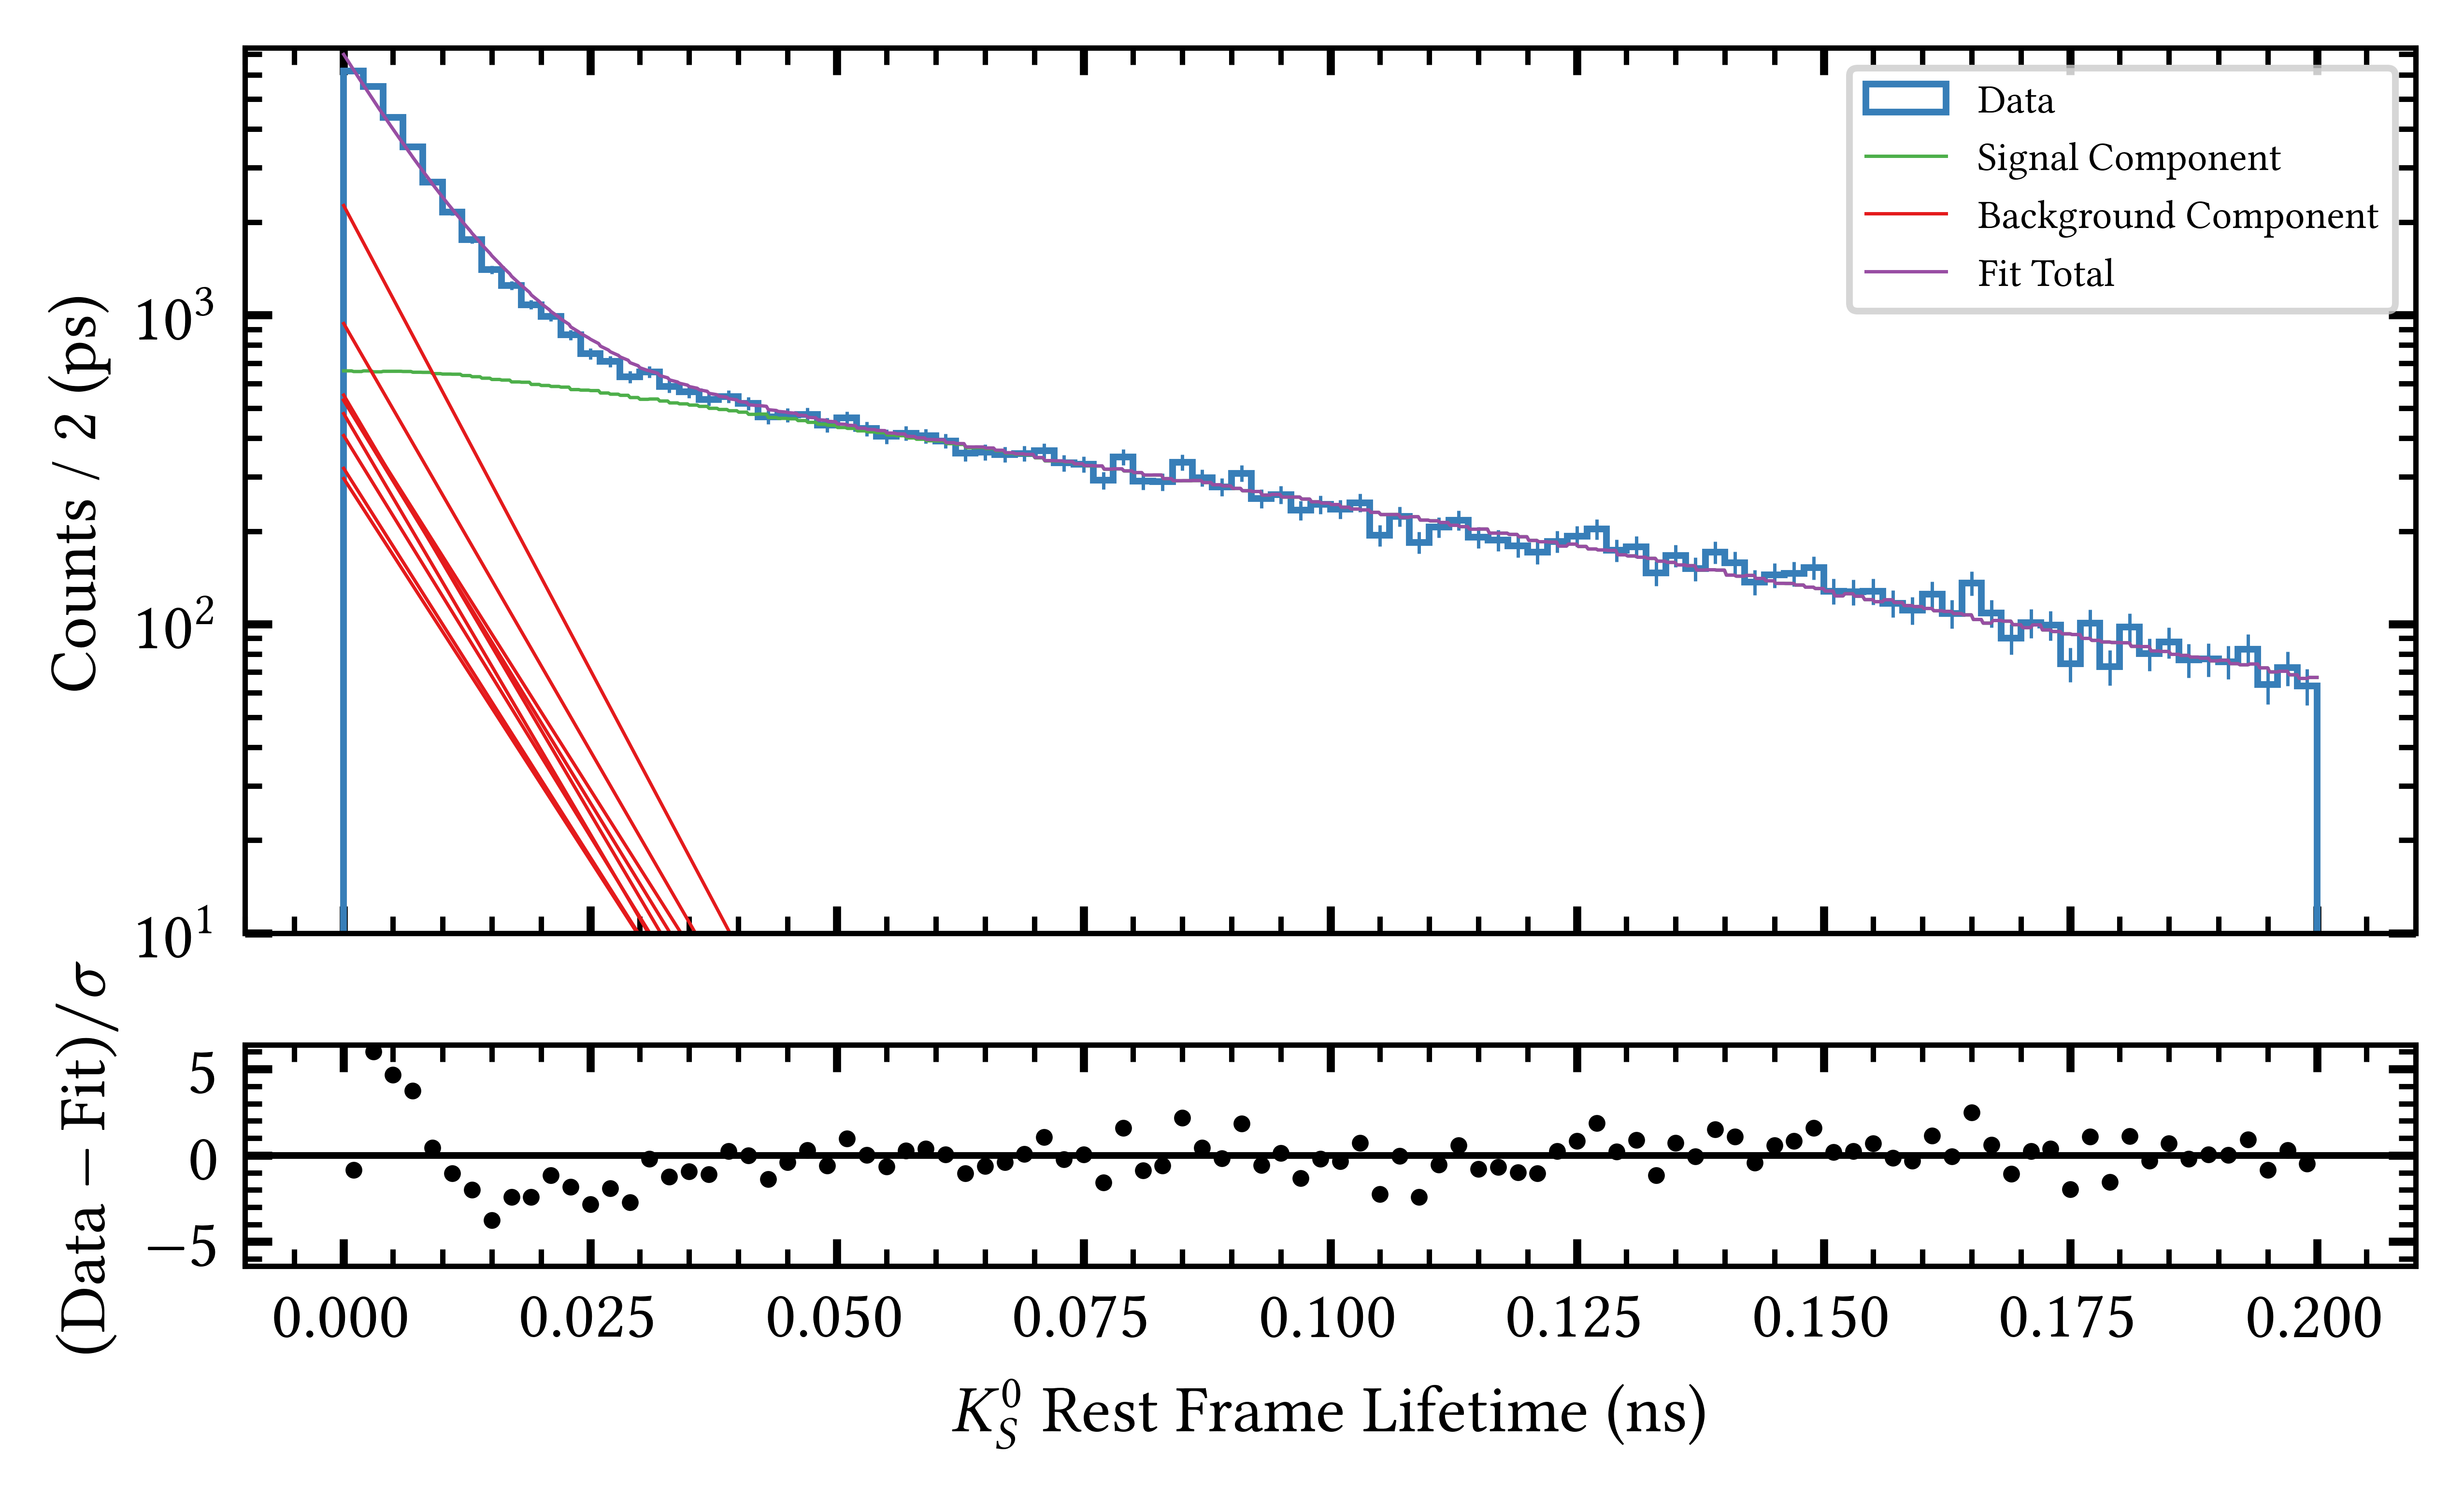 Counts / 2 (ps)
10^3
10^2
10^1
Data
Signal Component
Background Component
Fit Total
(Data − Fit)/σ
5
0
−5
0.000 0.025 0.050 0.075 0.100 0.125 0.150 0.175 0.200
K_S^0 Rest Frame Lifetime (ns)